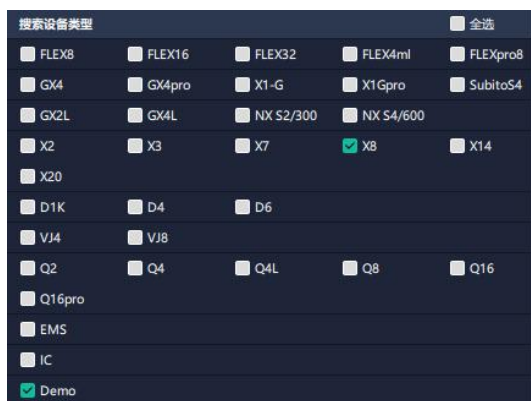 搜索设备类型 全选
FLEX8 FLEX16 FLEX32 FLEX4ml FLEXpro8
GX4 GX4pro X1-G X1Gpro SubitoS4
GX2L GX4L NX S2/300 NX S4/600
X2 X3 X7 X8 X14
X20
D1K D4 D6
VJ4 VJ8
Q2 Q4 Q4L Q8 Q16
Q16pro
EMS
IC
Demo